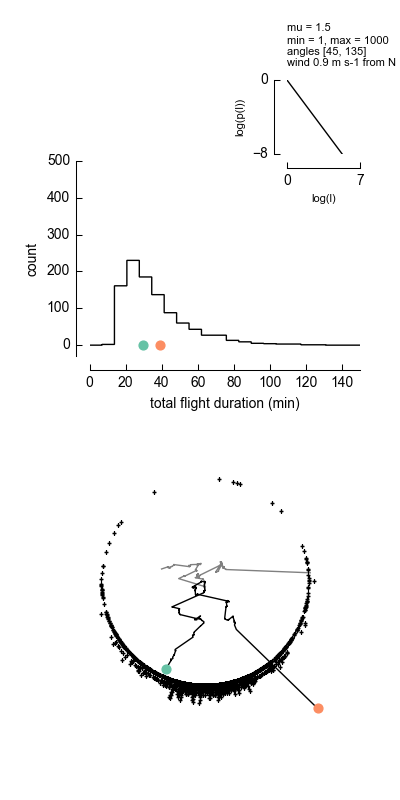 mu = 1.5
min = 1, max = 1000
angles [45, 135]
wind 0.9 m s-1 from N
0
log(p(l))
−8
0 7
log(l)
500
400
300
count
200
100
0
0 20 40 60 80 100 120 140
total flight duration (min)